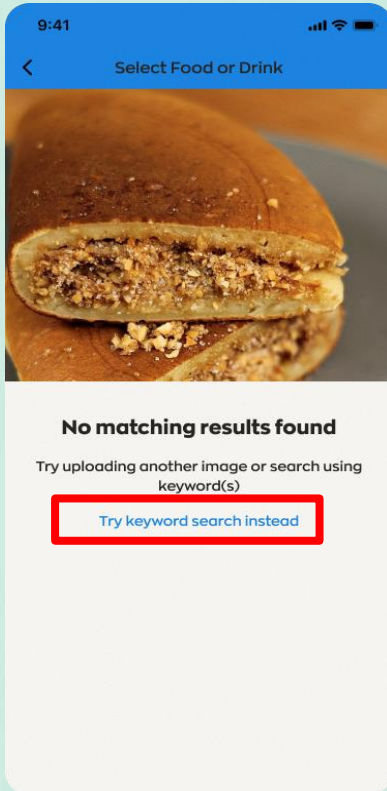 9:41
Select Food or Drink
No matching results found
Try uploading another image or search using
keyword(s)
Try keyword search instead